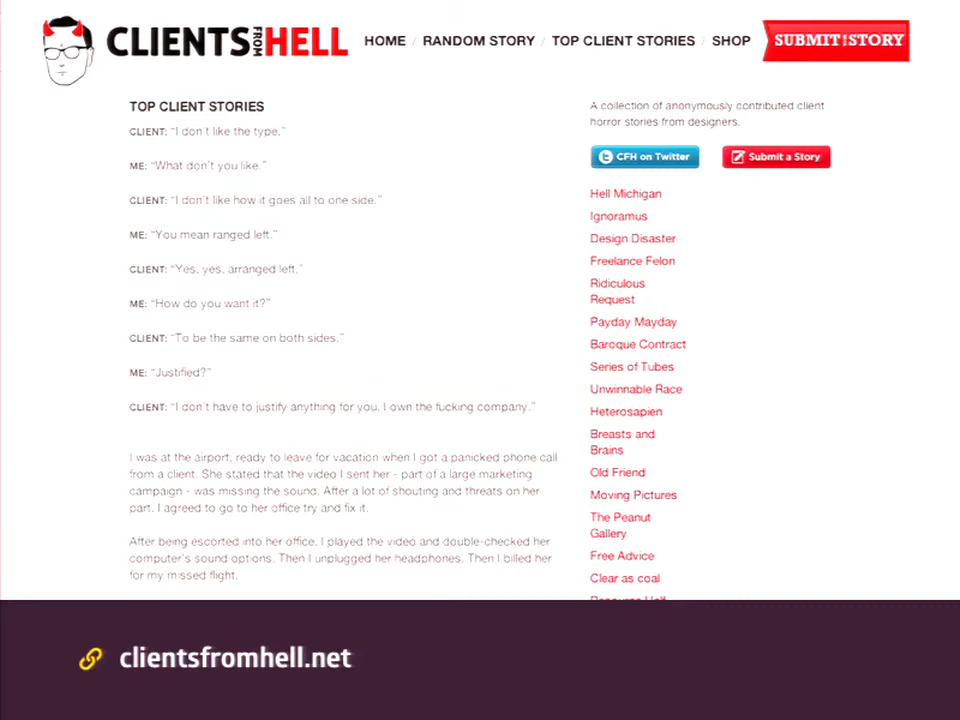 CLIENTS FROM HELL
HOME / RANDOM STORY / TOP CLIENT STORIES / SHOP
SUBMIT STORY
TOP CLIENT STORIES
CLIENT: “I don’t like the type.”
ME: “What don’t you like.”
CLIENT: “I don’t like how it goes all to one side.”
ME: “You mean ranged left.”
CLIENT: “Yes, yes, arranged left.”
ME: “How do you want it?”
CLIENT: “To be the same on both sides.”
ME: “Justified?”
CLIENT: “I don’t have to justify anything for you. I own the fucking company.”
I was at the airport, ready to leave for vacation when I got a panicked phone call
from a client. She stated that the video I sent her - part of a large marketing
campaign - was missing the sound. After a lot of shouting and threats on her
part, I agreed to go to her office try and fix it.
After being escorted into her office, I played the video and double-checked her
computer’s sound options. Then I unplugged her headphones. Then I billed her
for my missed flight.
A collection of anonymously contributed client
horror stories from designers.
CFH on Twitter
Submit a Story
Hell Michigan
Ignoramus
Design Disaster
Freelance Felon
Ridiculous
Request
Payday Mayday
Baroque Contract
Series of Tubes
Unwinnable Race
Heterosapien
Breasts and
Brains
Old Friend
Moving Pictures
The Peanut
Gallery
Free Advice
Clear as coal
clientsfromhell.net